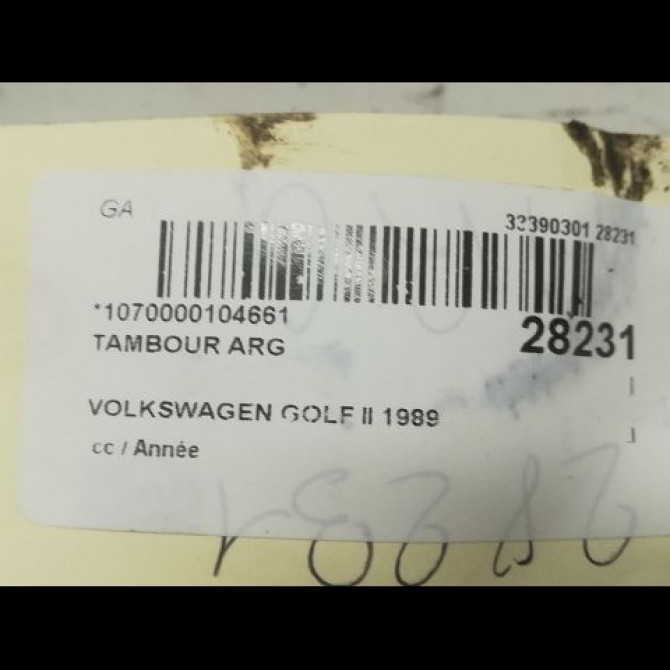 GA
33390301 28231
*1070000104661
28231
TAMBOUR ARG
VOLKSWAGEN GOLF II 1989
cc / Année
28231